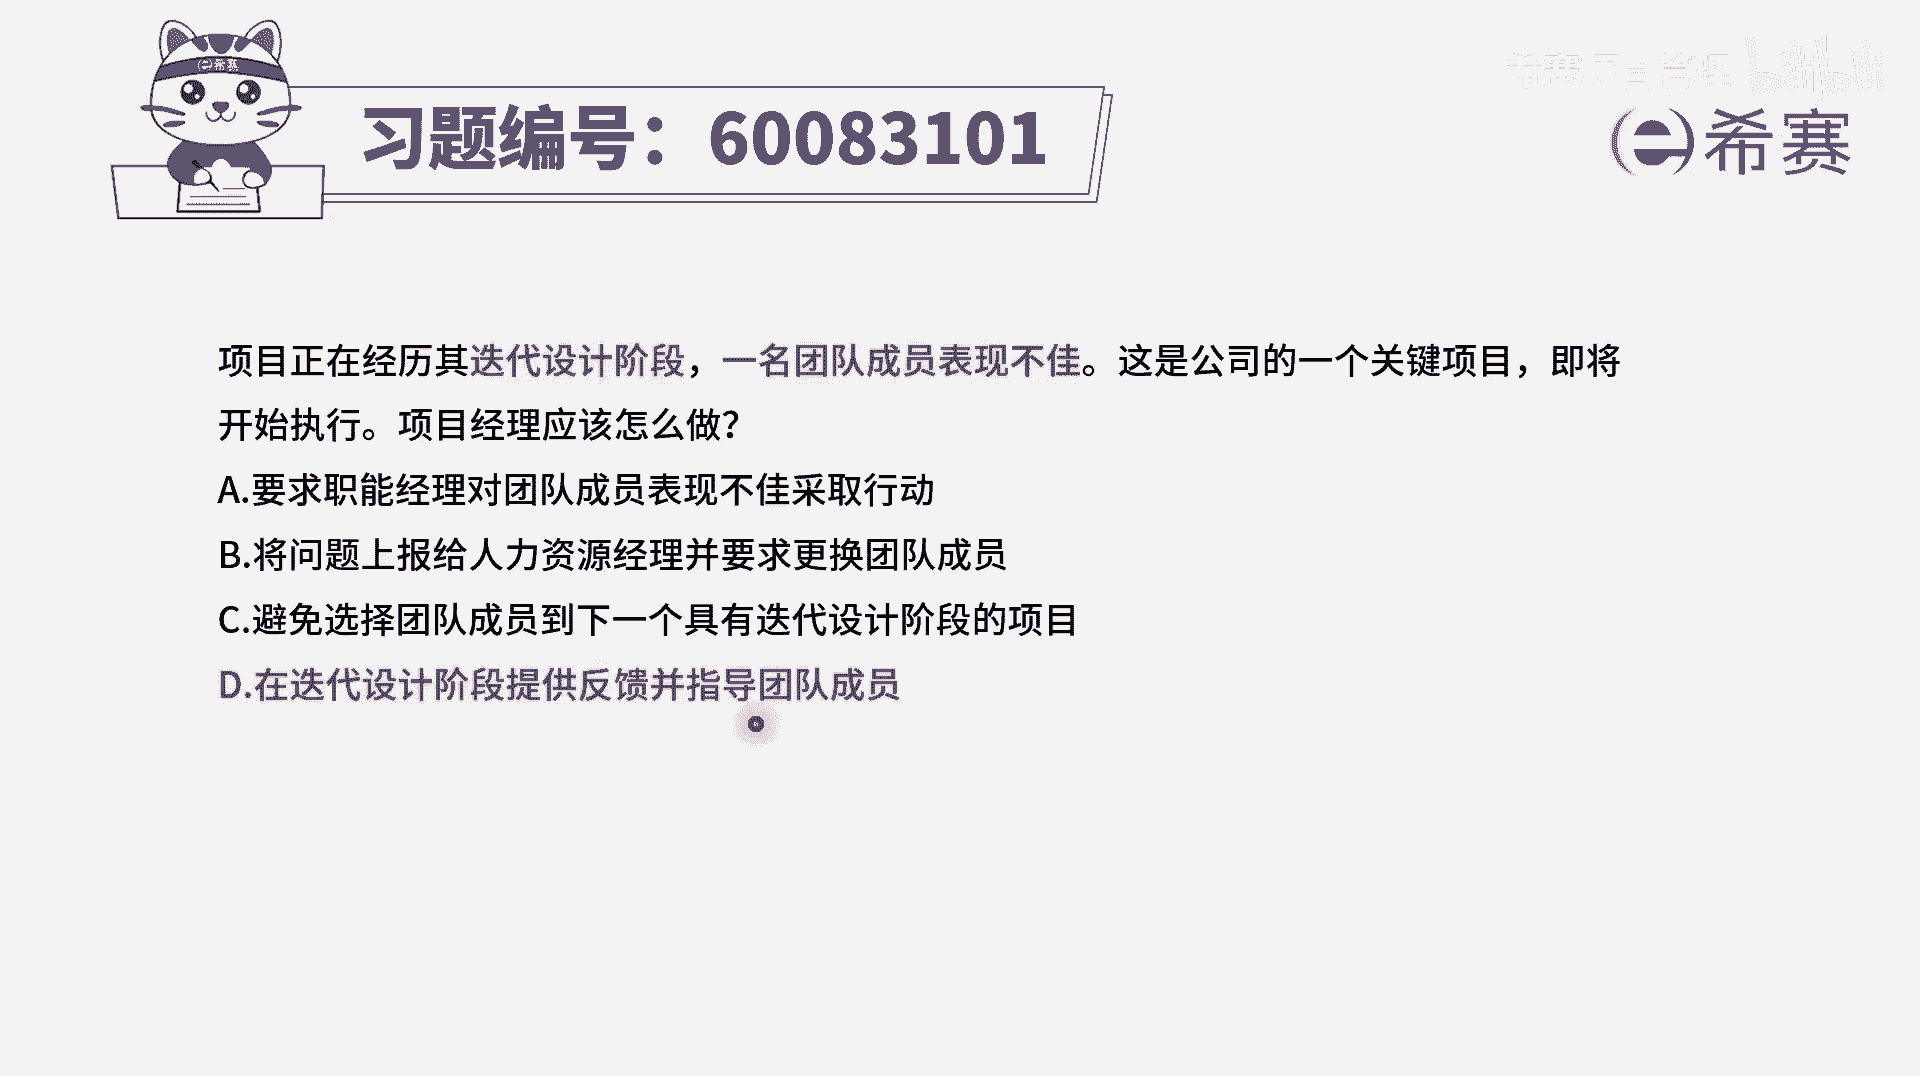 希赛
习题编号：60083101
希赛
项目正在经历其迭代设计阶段，一名团队成员表现不佳。这是公司的一个关键项目，即将
开始执行。项目经理应该怎么做？
A.要求职能经理对团队成员表现不佳采取行动
B.将问题上报给人力资源经理并要求更换团队成员
C.避免选择团队成员到下一个具有迭代设计阶段的项目
D.在迭代设计阶段提供反馈并指导团队成员